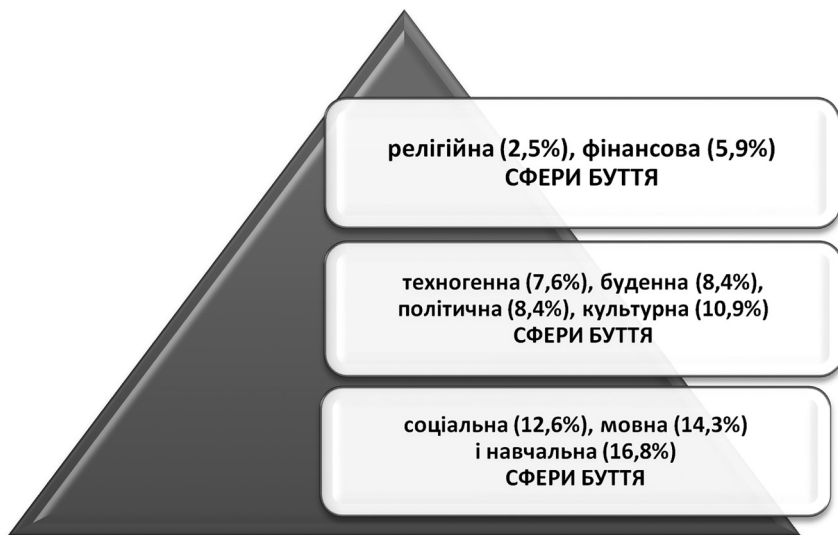 релігійна (2,5%), фінансова (5,9%)
СФЕРИ БУТТЯ
техногенна (7,6%), буденна (8,4%),
політична (8,4%), культурна (10,9%)
СФЕРИ БУТТЯ
соціальна (12,6%), мовна (14,3%)
і навчальна (16,8%)
СФЕРИ БУТТЯ